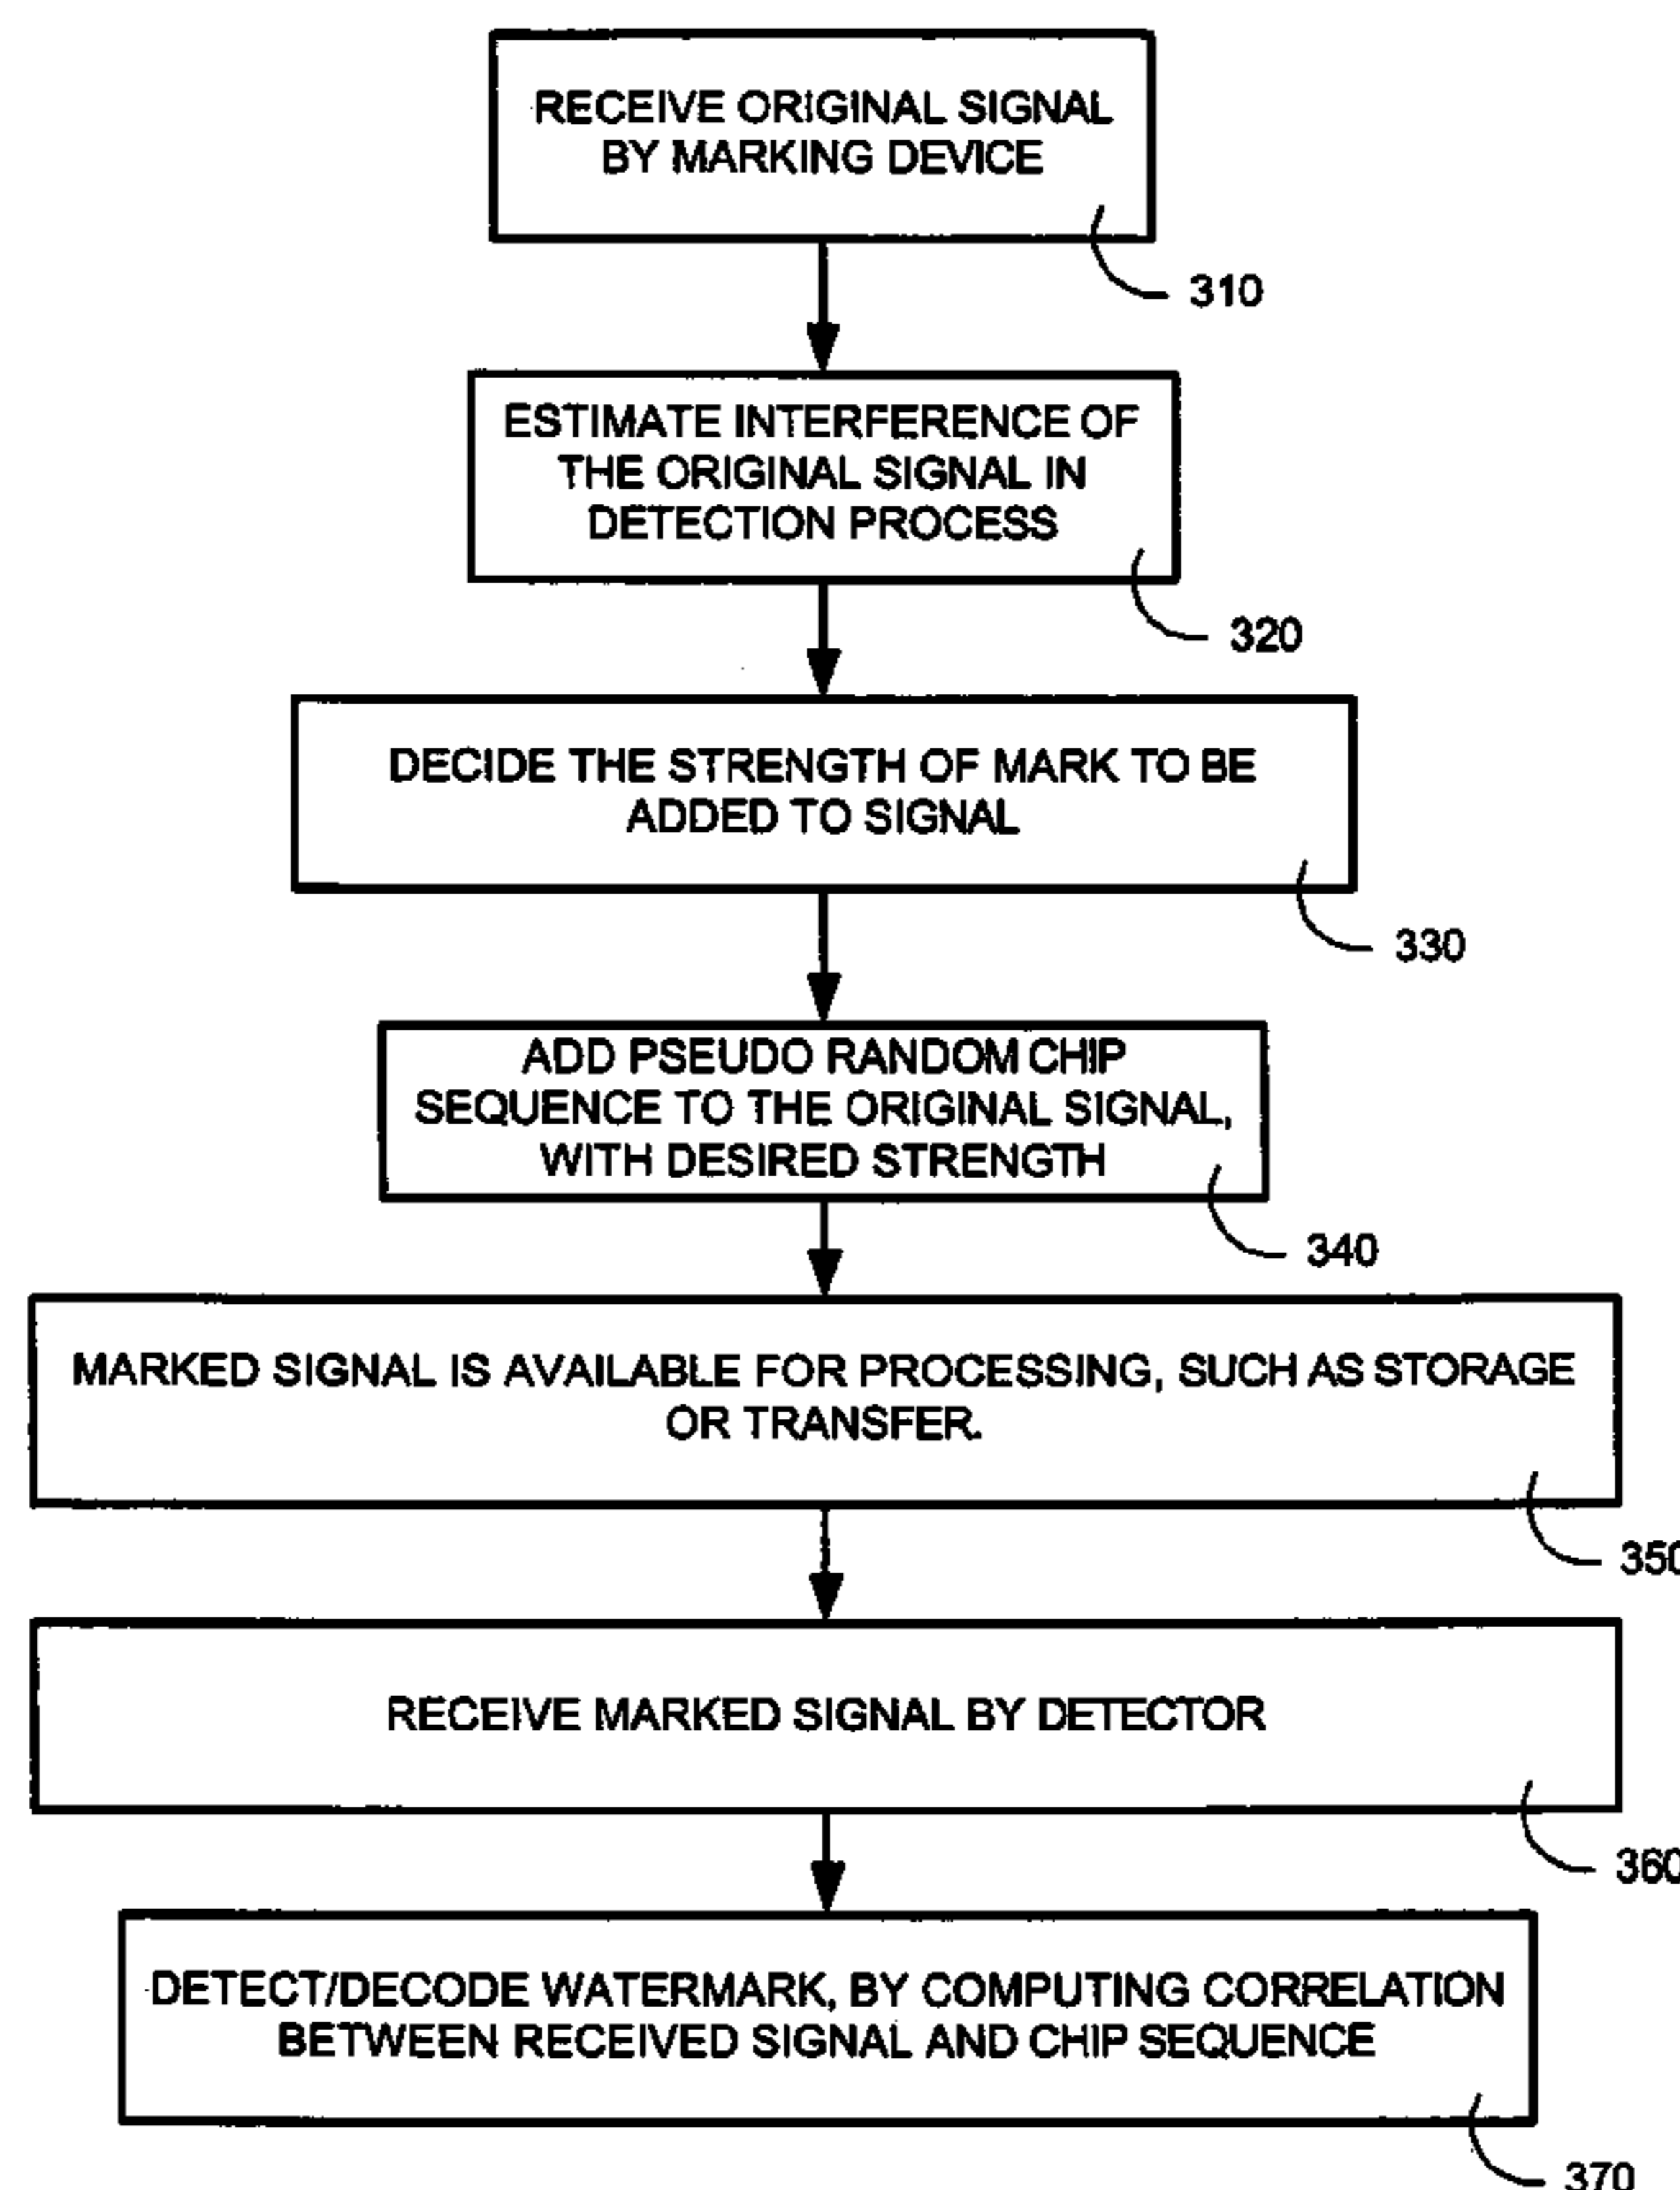 RECEIVE ORIGINAL SIGNAL
BY MARKING DEVICE
310
ESTIMATE INTERFERENCE OF
THE ORIGINAL SIGNAL IN
DETECTION PROCESS
320
DECIDE THE STRENGTH OF MARK TO BE
ADDED TO SIGNAL
330
ADD PSEUDO RANDOM CHIP
SEQUENCE TO THE ORIGINAL SIGNAL,
WITH DESIRED STRENGTH
340
MARKED SIGNAL IS AVAILABLE FOR PROCESSING, SUCH AS STORAGE
OR TRANSFER.
350
RECEIVE MARKED SIGNAL BY DETECTOR
360
DETECT/DECODE WATERMARK, BY COMPUTING CORRELATION
BETWEEN RECEIVED SIGNAL AND CHIP SEQUENCE
370